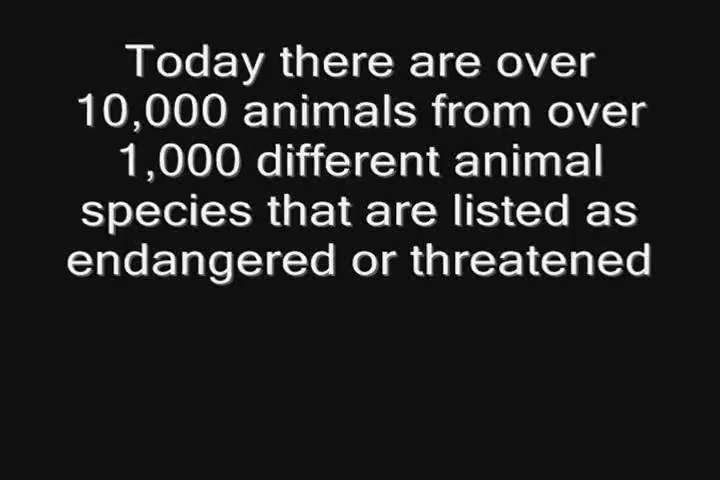 Today there are over
10,000 animals from over
1,000 different animal
species that are listed as
endangered or threatened